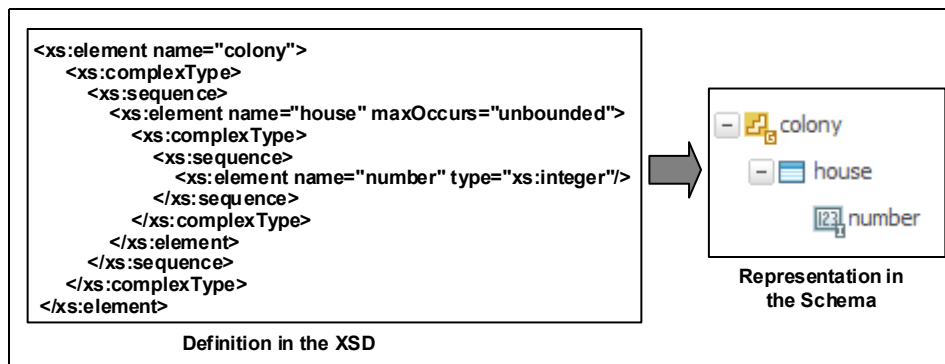 <xs:element name="colony">
<xs:complexType>
<xs:sequence>
<xs:element name="house" maxOccurs="unbounded">
<xs:complexType>
<xs:sequence>
<xs:element name="number" type="xs:integer"/>
</xs:sequence>
</xs:complexType>
</xs:element>
</xs:sequence>
</xs:complexType>
</xs:element>
Definition in the XSD
colony
house
123 number
Representation in
the Schema